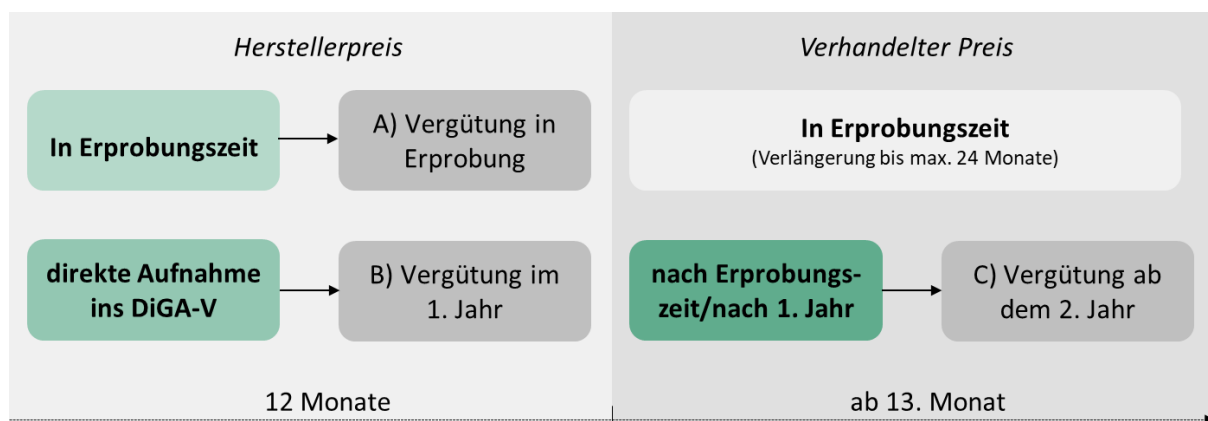 Herstellerpreis
Verhandelter Preis
In Erprobungszeit
A) Vergütung in
Erprobung
In Erprobungszeit
(Verlängerung bis max. 24 Monate)
direkte Aufnahme
ins DiGA-V
B) Vergütung im
1. Jahr
nach Erprobungs-
zeit/nach 1. Jahr
C) Vergütung ab
dem 2. Jahr
12 Monate
ab 13. Monat